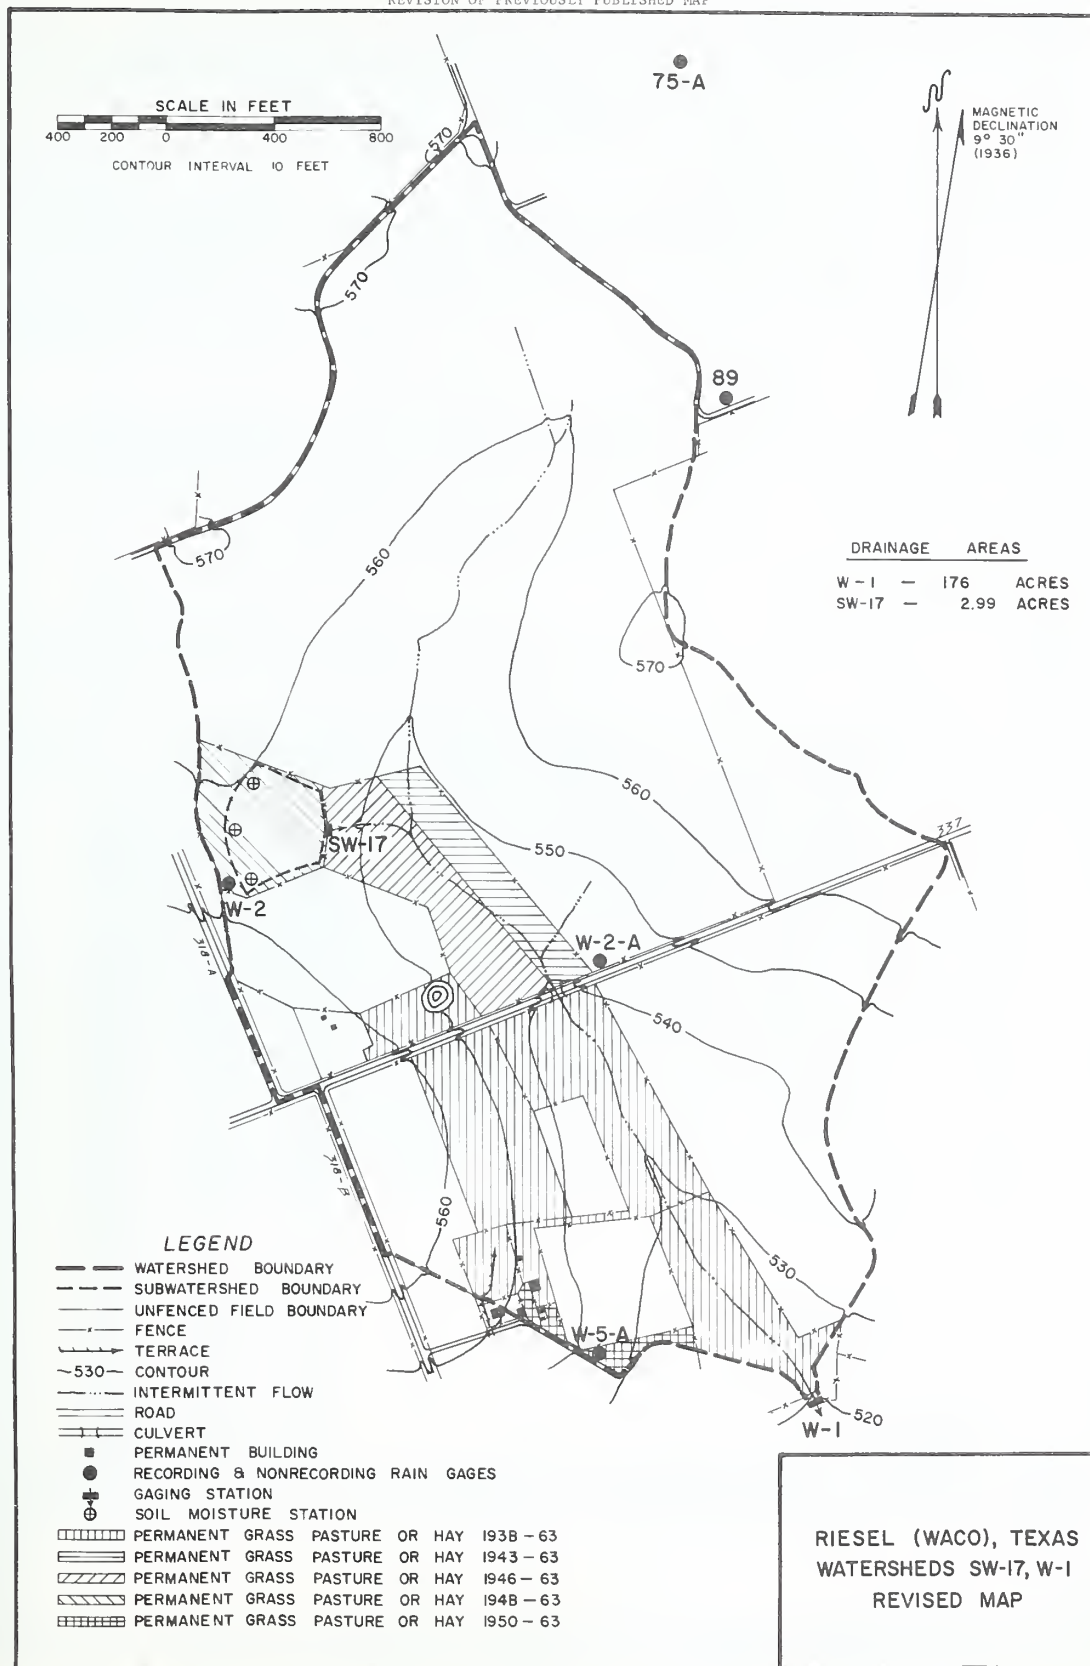 REVISION OF PREVIOUSLY PUBLISHED MAP
75-A
SCALE IN FEET
400 200 0 400 800
CONTOUR INTERVAL 10 FEET
MAGNETIC
DECLINATION
9° 30"
(1936)
570
570
89
570
560
DRAINAGE AREAS
W-1 — 176 ACRES
SW-17 — 2.99 ACRES
570
560
337
550
SW-17
W-2
W-2-A
318-A
540
318-B
560
530
W-5-A
520
W-1
LEGEND
WATERSHED BOUNDARY
SUBWATERSHED BOUNDARY
UNFENCED FIELD BOUNDARY
FENCE
TERRACE
530 CONTOUR
INTERMITTENT FLOW
ROAD
CULVERT
PERMANENT BUILDING
RECORDING & NONRECORDING RAIN GAGES
GAGING STATION
SOIL MOISTURE STATION
PERMANENT GRASS PASTURE OR HAY 1938-63
PERMANENT GRASS PASTURE OR HAY 1943-63
PERMANENT GRASS PASTURE OR HAY 1946-63
PERMANENT GRASS PASTURE OR HAY 1948-63
PERMANENT GRASS PASTURE OR HAY 1950-63
RIESEL (WACO), TEXAS
WATERSHEDS SW-17, W-1
REVISED MAP